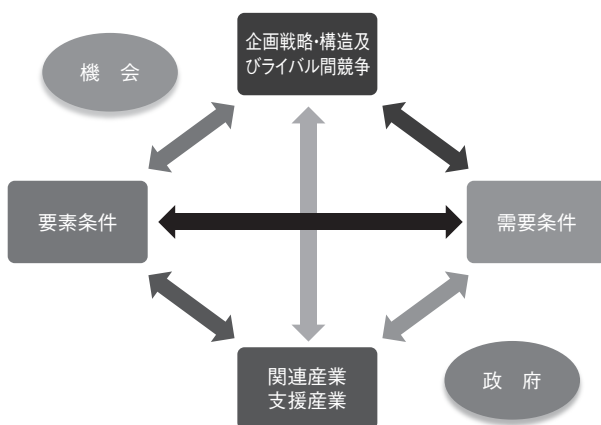 企画戦略・構造及
びライバル間競争
機　会
要素条件
需要条件
関連産業
支援産業
政　府